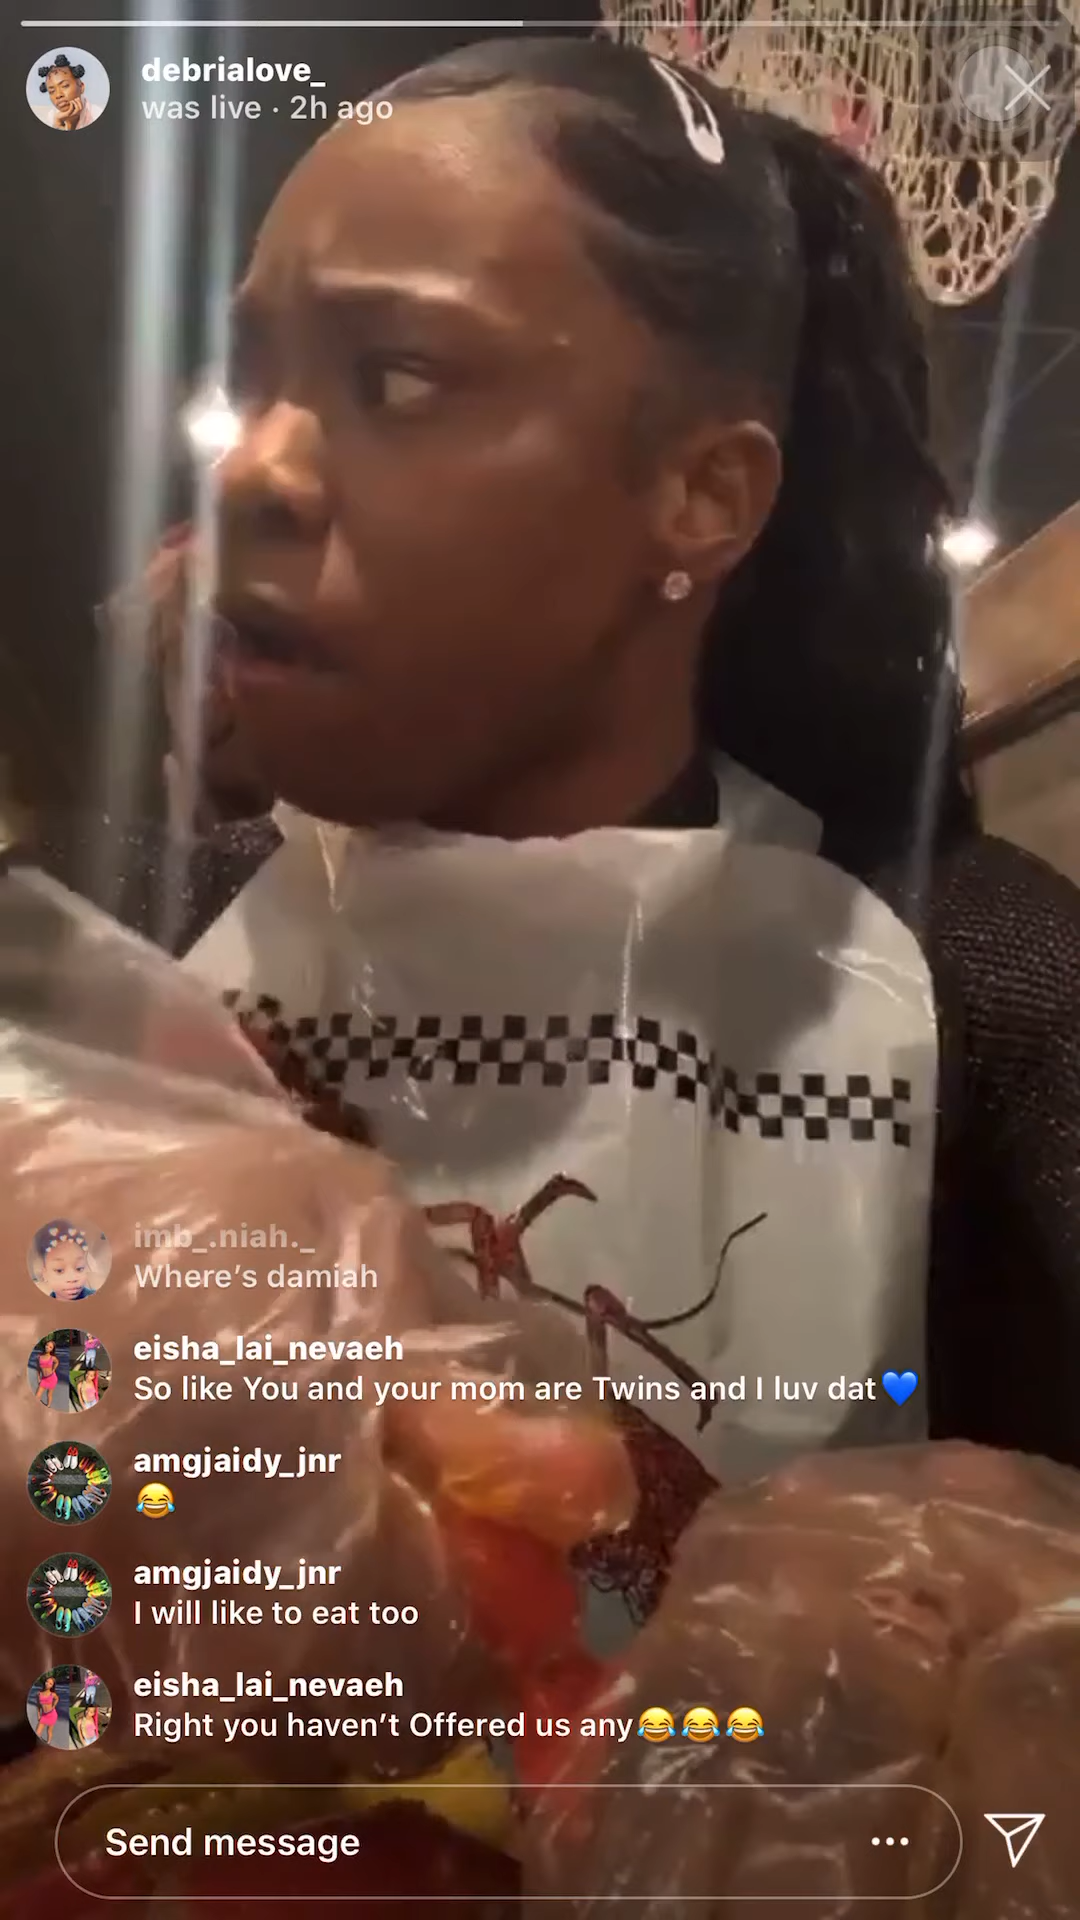 debrialove_
was live · 2h ago
imb_.niah._
Where's damiah
eisha_lai_nevaeh
So like You and your mom are Twins and I luv dat💙
amgjaidy_jnr
😂
amgjaidy_jnr
I will like to eat too
eisha_lai_nevaeh
Right you haven't Offered us any😂😂😂
Send message